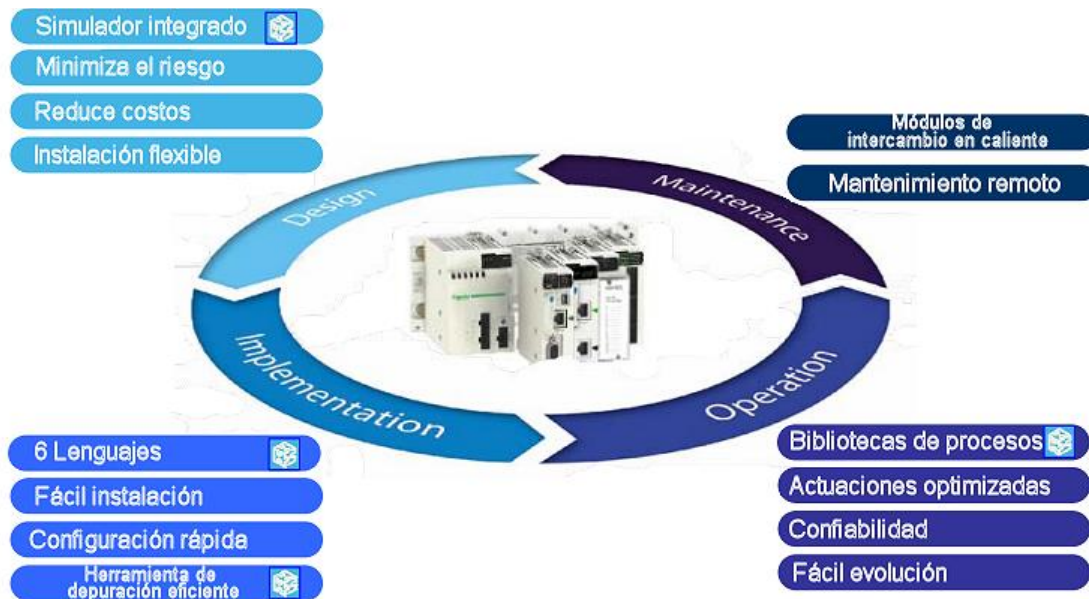 Simulador integrado
Minimiza el riesgo
Reduce costos
Instalación flexible
Módulos de
intercambio en caliente
Mantenimiento remoto
Design
Maintenance
Implementation
Operation
6 Lenguajes
Fácil instalación
Configuración rápida
Herramienta de
depuración eficiente
Bibliotecas de procesos
Actuaciones optimizadas
Confiabilidad
Fácil evolución